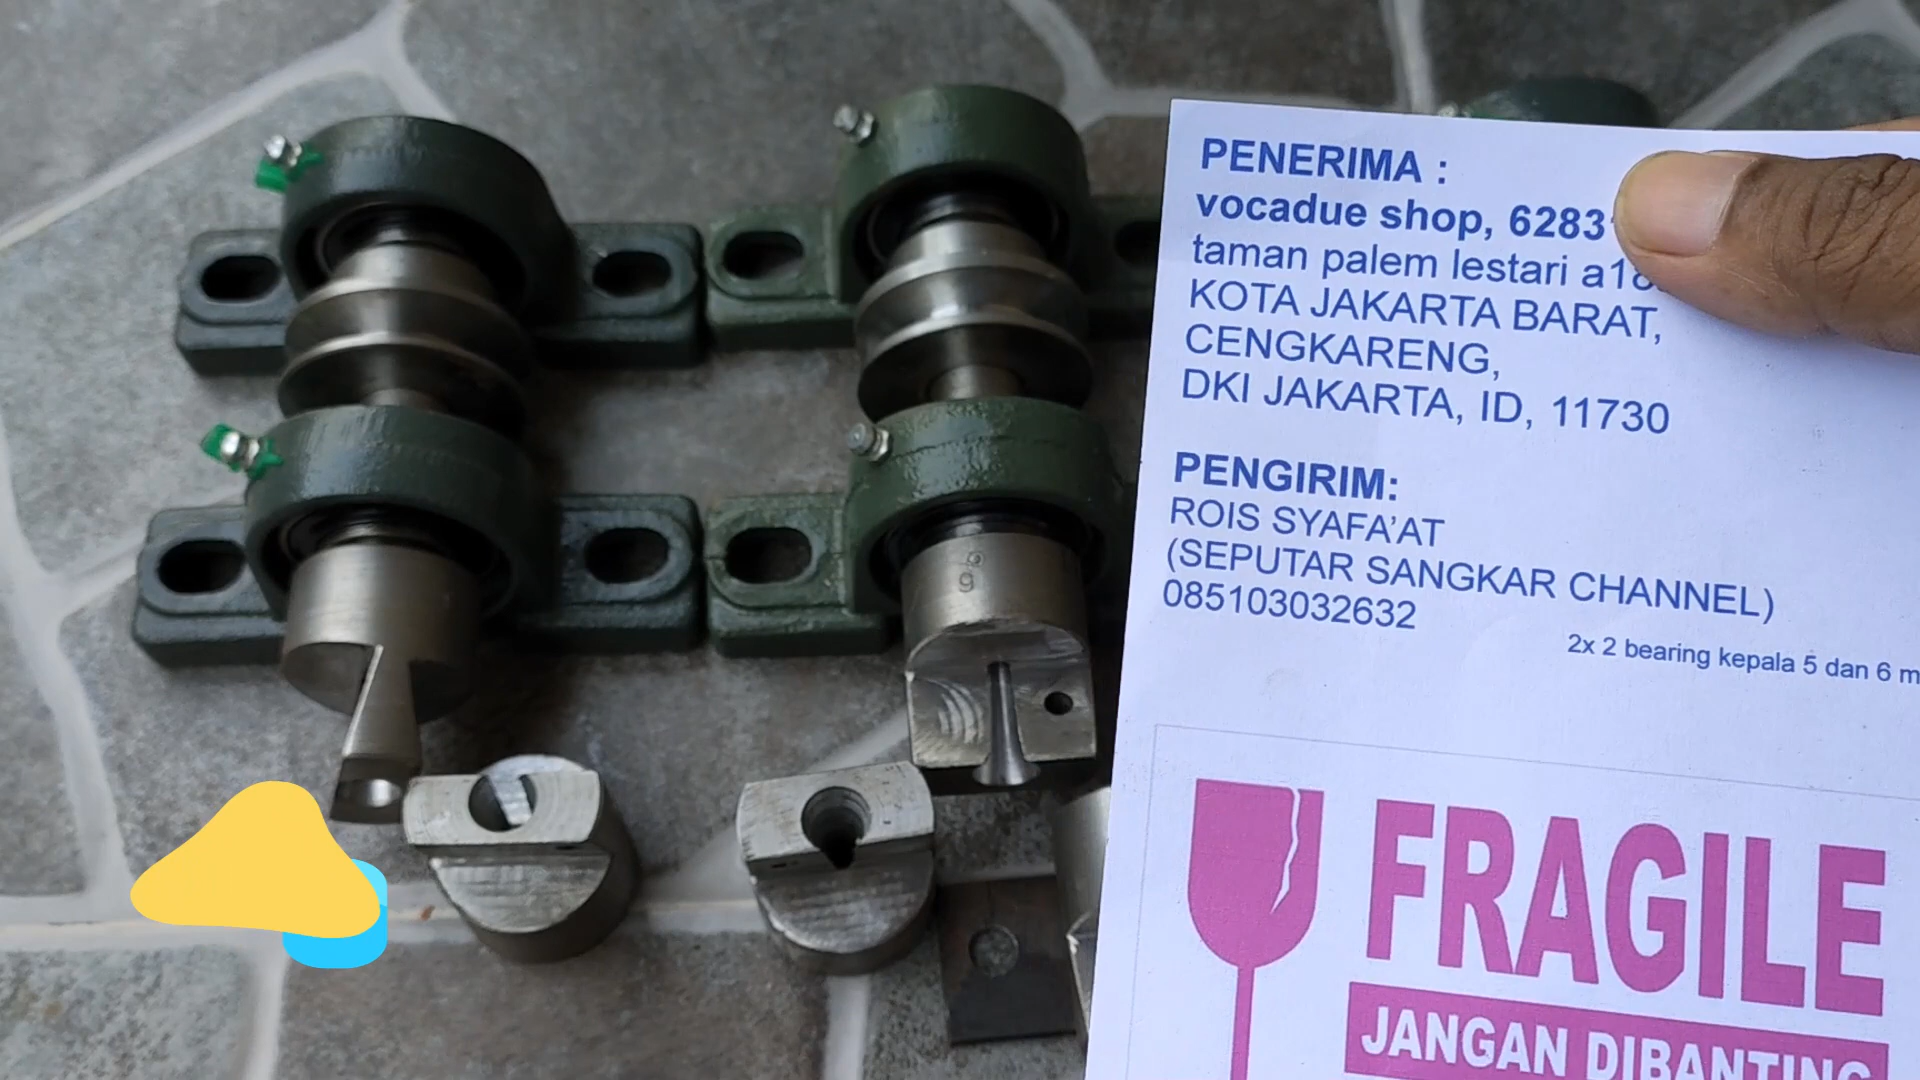 PENERIMA :
vocadue shop, 6283
taman palem lestari
KOTA JAKARTA BARAT,
CENGKARENG,
DKI JAKARTA, ID, 11730
PENGIRIM:
ROIS SYAFA'AT
(SEPUTAR SANGKAR CHANNEL)
085103032632
2x 2 bearing kepala 5 dan 6 m
FRAGILE
JANGAN DIBANTING
9